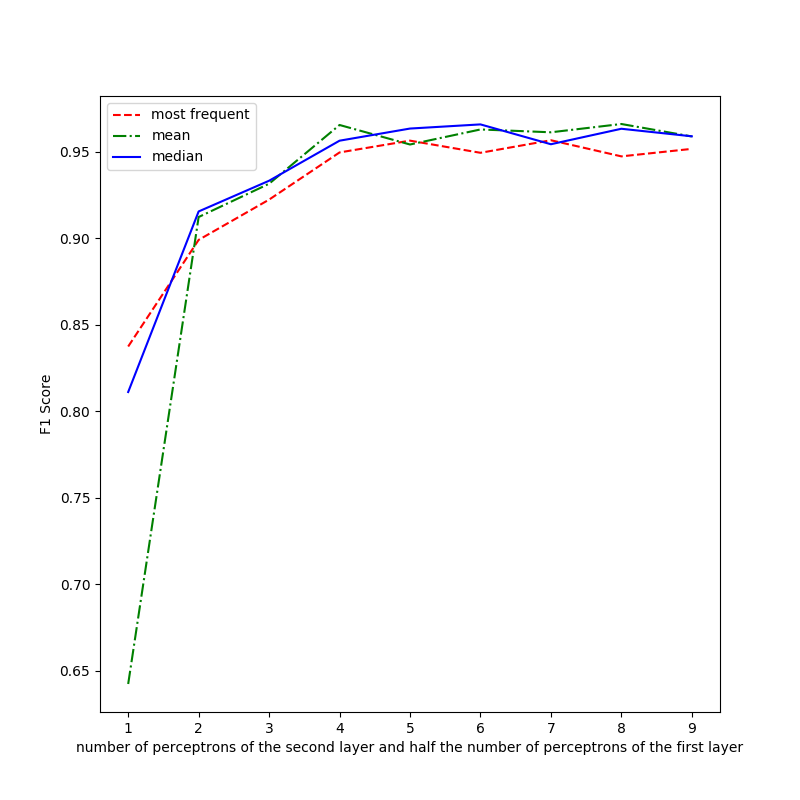 most frequent
mean
median
0.95
0.90
0.85
0.80
0.75
0.70
0.65
F1 Score
1 2 3 4 5 6 7 8 9
number of perceptrons of the second layer and half the number of perceptrons of the first layer